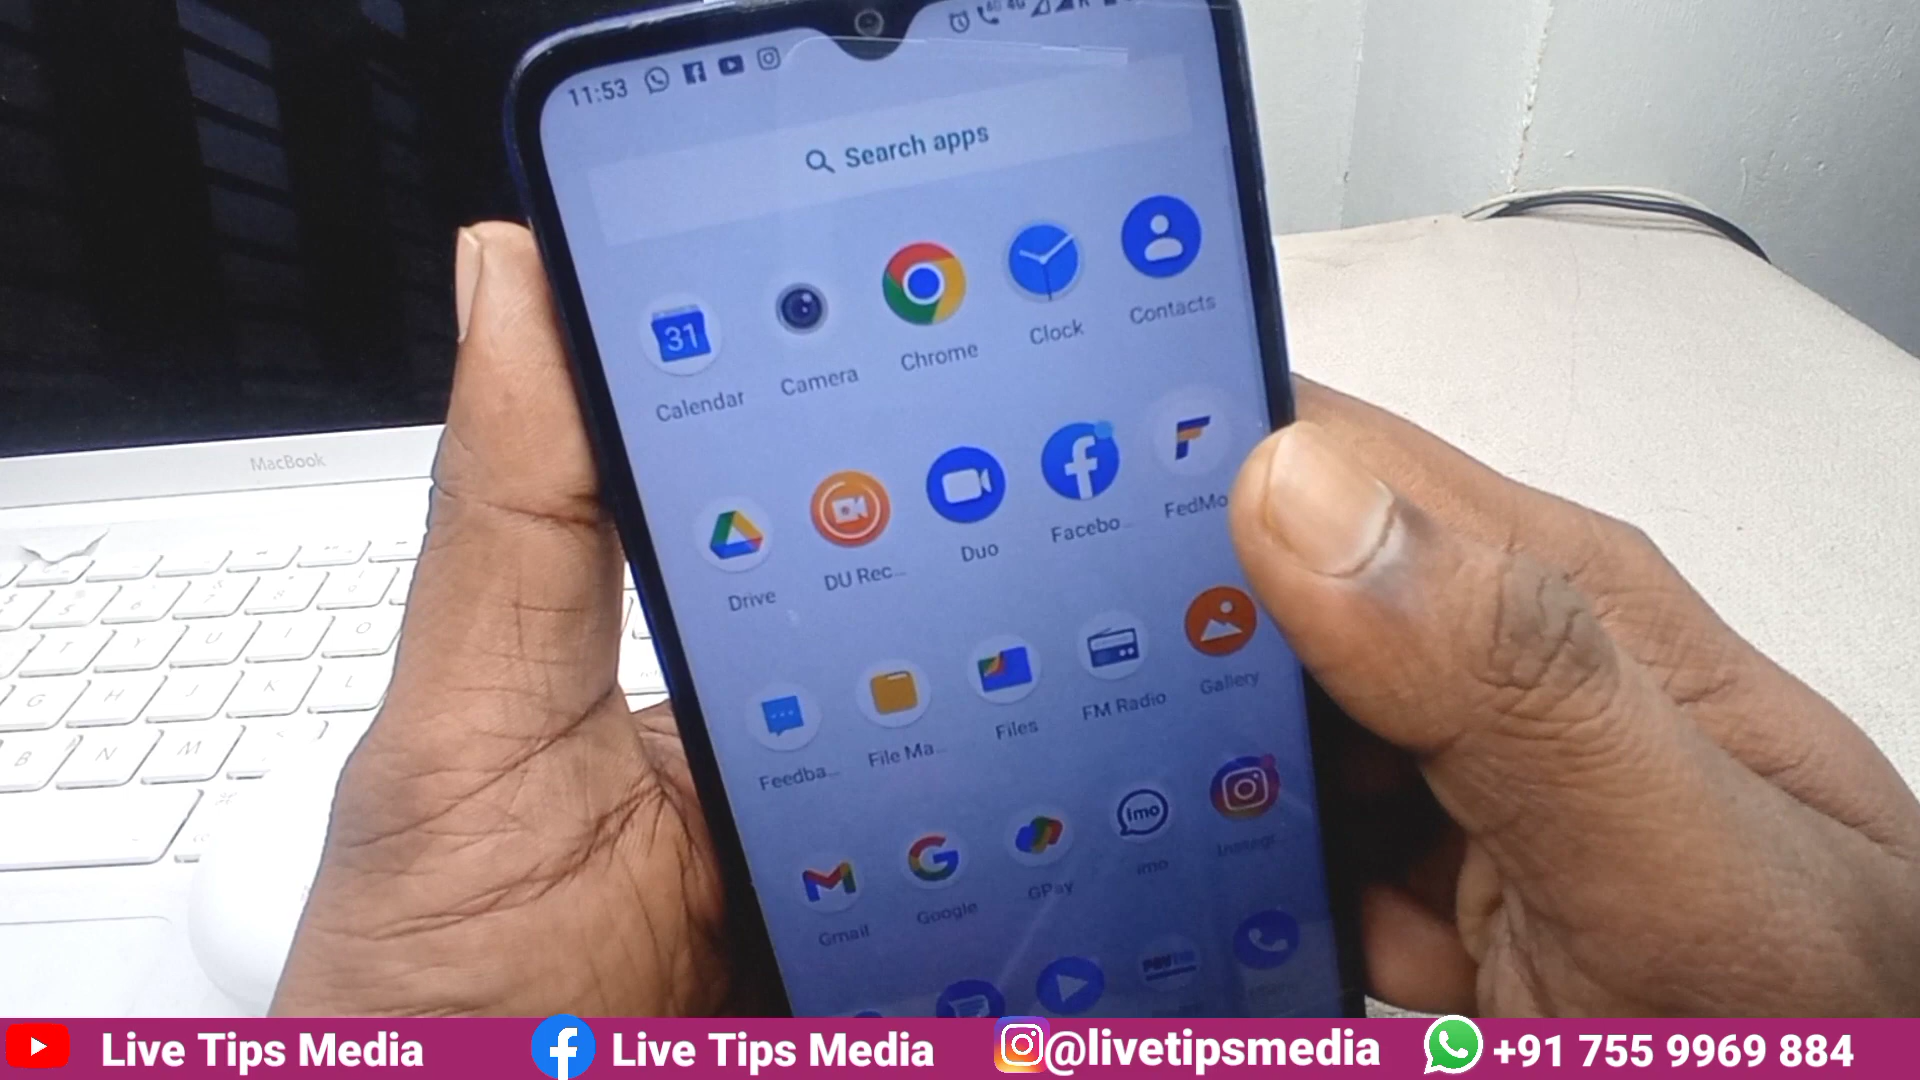 11:53
Search apps
31
Calendar
Camera
Chrome
Clock
Contacts
Drive
DU Rec...
Duo
Facebo...
FedMo
Feedba...
File Ma...
Files
FM Radio
Gallery
Gmail
Google
GPay
imo
imo
Instagr
MacBook
T
Y
U
I
O
G
H
J
K
L
B
N
M
Live Tips Media
Live Tips Media
@livetipsmedia
+91 755 9969 884